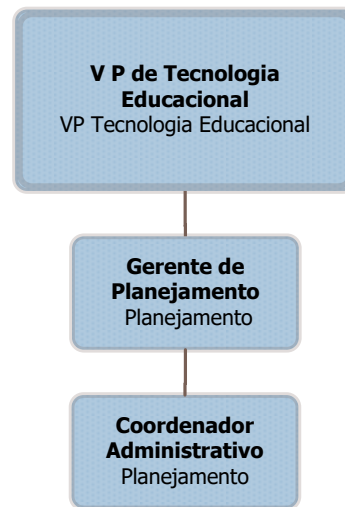 V P de Tecnologia
Educacional
VP Tecnologia Educacional
Gerente de
Planejamento
Planejamento
Coordenador
Administrativo
Planejamento